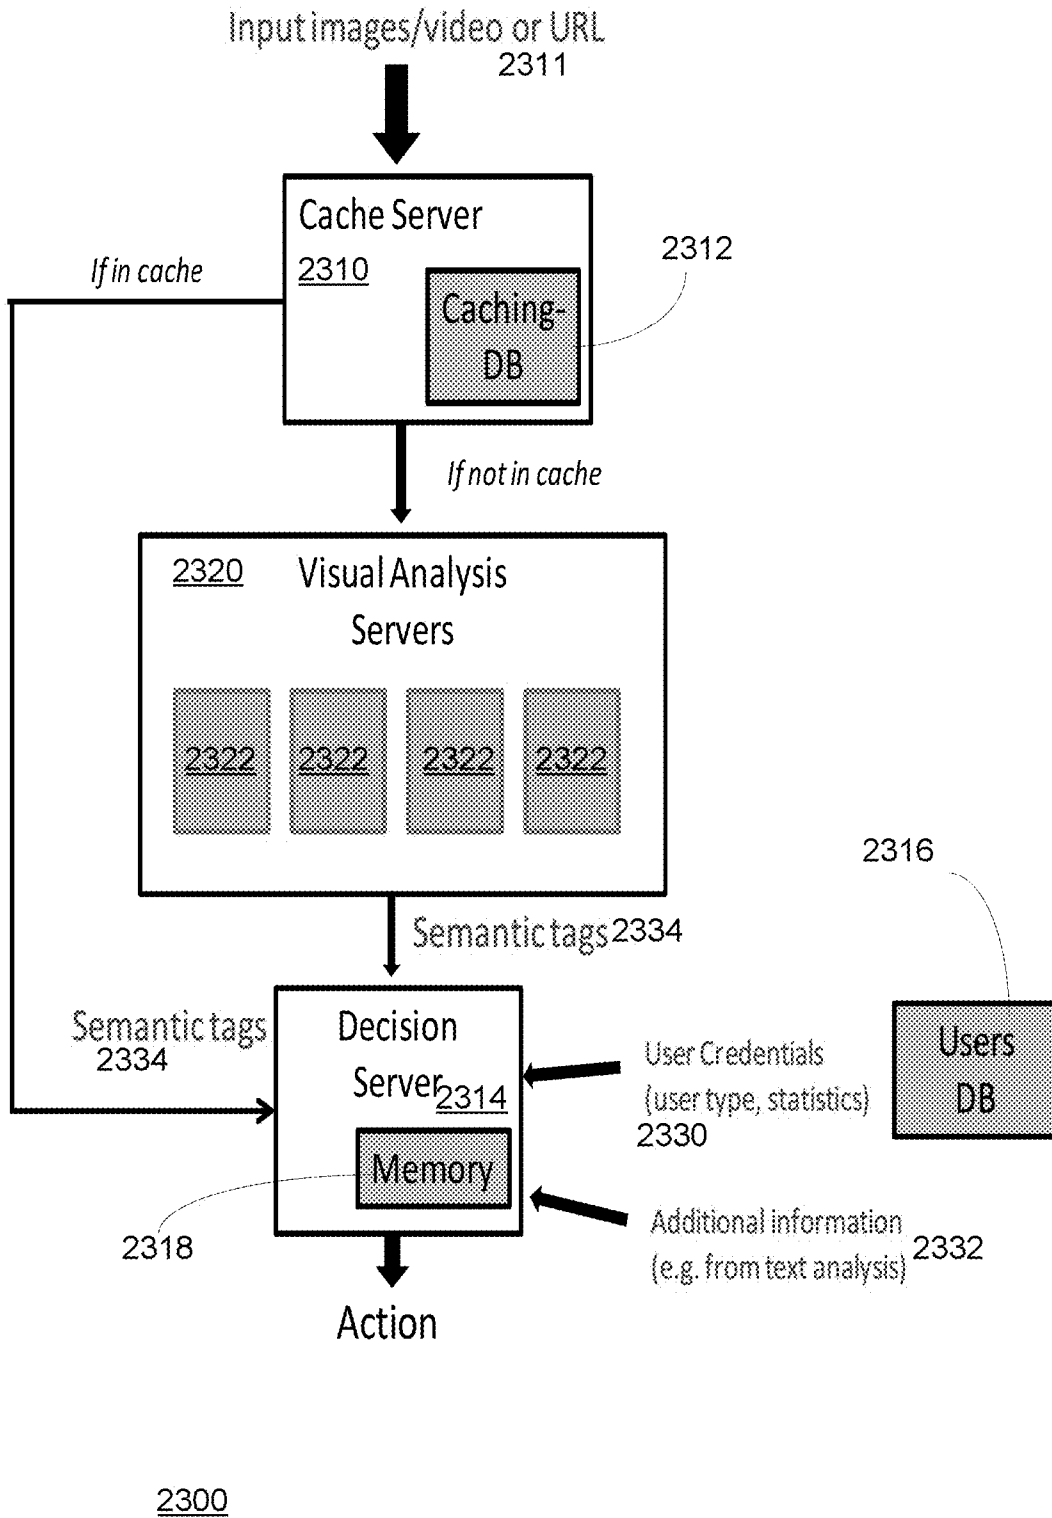 Input images/video or URL
2311
Cache Server
2310
2312
If in cache
Caching-
DB
If not in cache
2320
Visual Analysis
Servers
2322 2322 2322 2322
2316
Semantic tags 2334
Semantic tags
2334
Decision
Server 2314
User Credentials
(user type, statistics)
2330
Users
DB
Memory
2318
Additional information
(e.g. from text analysis)
2332
Action
2300